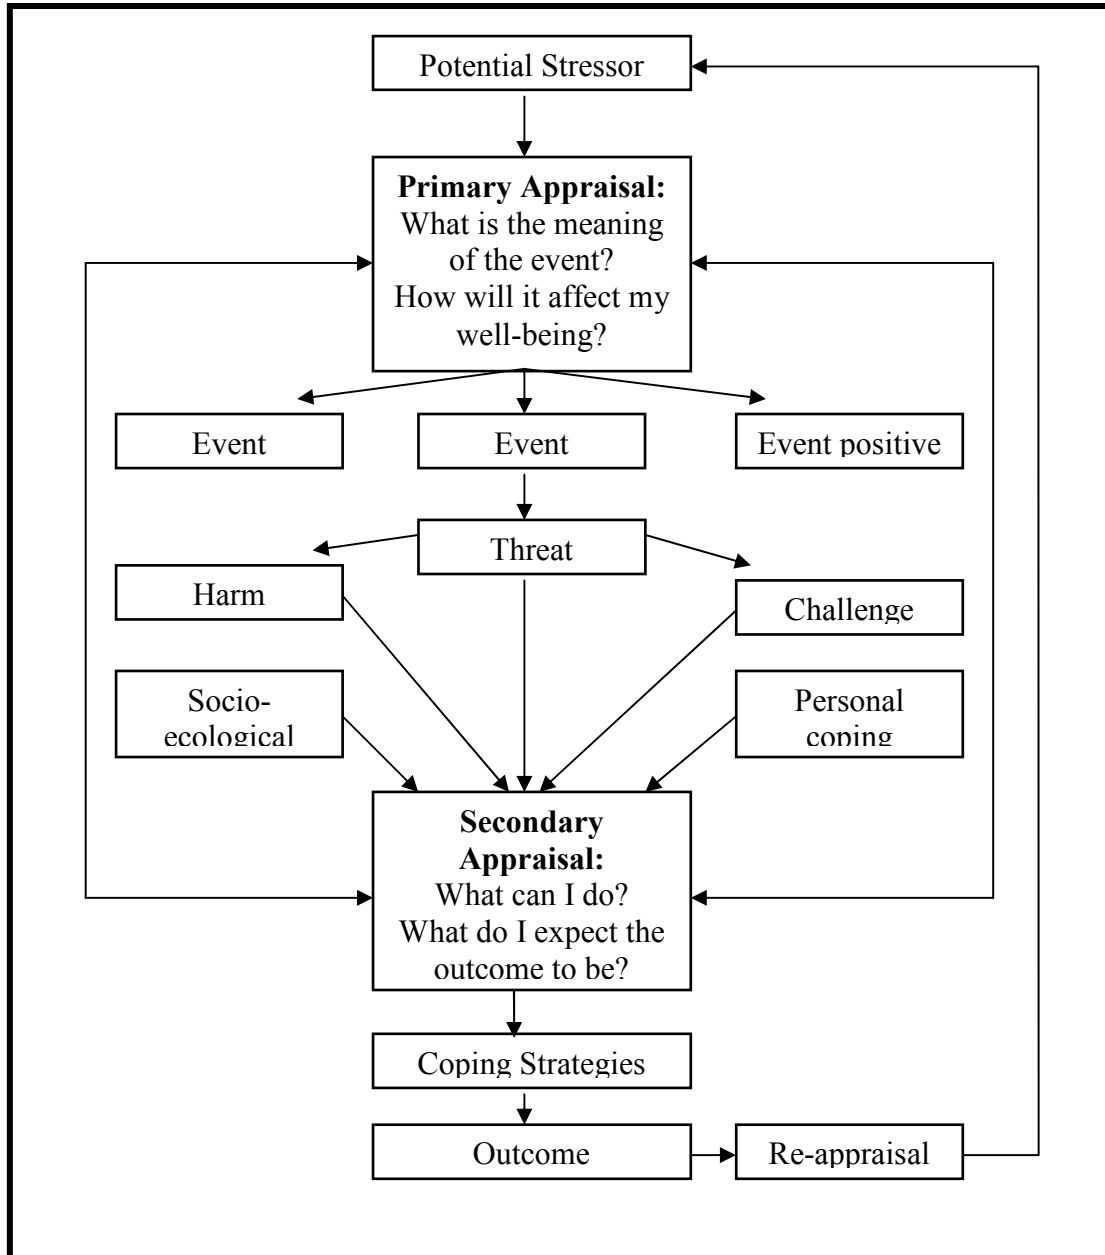 Potential Stressor
Primary Appraisal:
What is the meaning
of the event?
How will it affect my
well-being?
Event
Event
Event positive
Threat
Harm
Challenge
Socio-
ecological
Personal
coping
Secondary
Appraisal:
What can I do?
What do I expect the
outcome to be?
Coping Strategies
Outcome
Re-appraisal